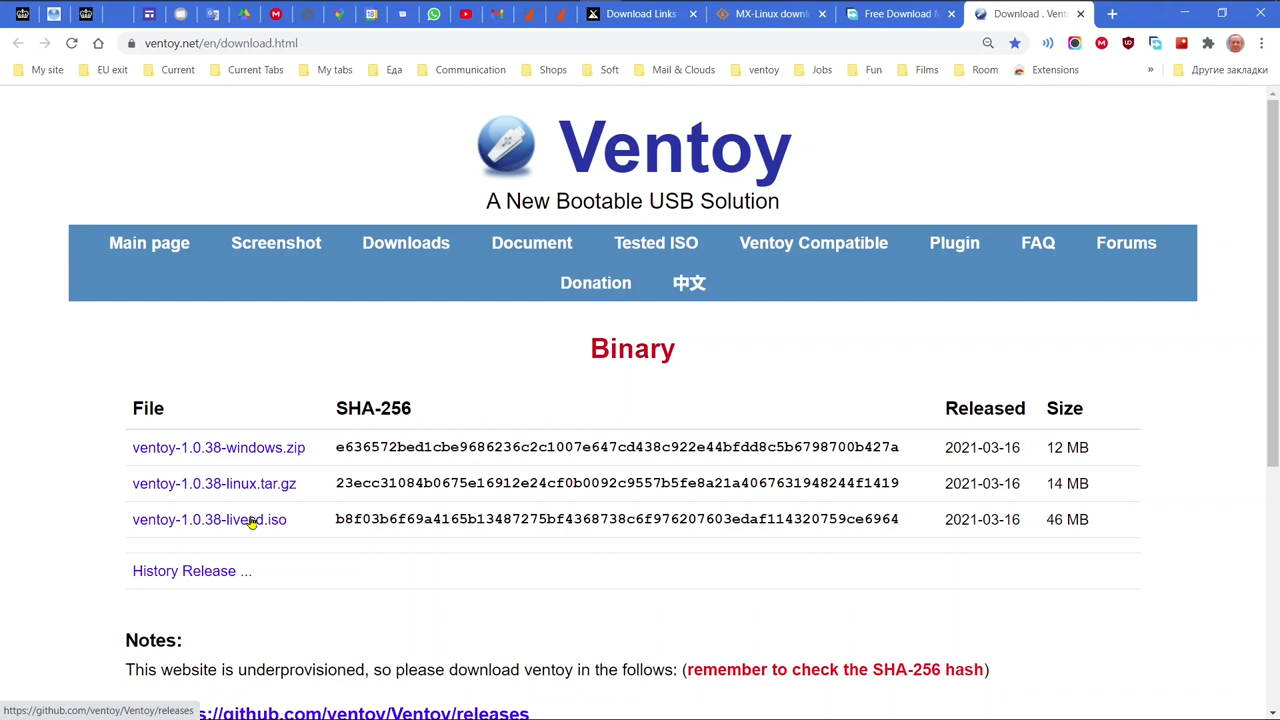 Download Links
MX-Linux downl
Free Download M
Download . Vent
ventoy.net/en/download.html
My site
EU exit
Current
Current Tabs
My tabs
Еда
Communication
Shops
Soft
Mail & Clouds
ventoy
Jobs
Fun
Films
Room
Extensions
»
Другие закладки
Ventoy
A New Bootable USB Solution
Main page Screenshot Downloads Document Tested ISO Ventoy Compatible Plugin FAQ Forums
Donation 中文
Binary
File SHA-256 Released Size
ventoy-1.0.38-windows.zip e636572bed1cbe9686236c2c1007e647cd438c922e44bfdd8c5b6798700b427a 2021-03-16 12 MB
ventoy-1.0.38-linux.tar.gz 23ecc31084b0675e16912e24cf0b0092c9557b5fe8a21a4067631948244f1419 2021-03-16 14 MB
ventoy-1.0.38-livecd.iso b8f03b6f69a4165b13487275bf4368738c6f976207603edaf114320759ce6964 2021-03-16 46 MB
History Release ...
Notes:
This website is underprovisioned, so please download ventoy in the follows: (remember to check the SHA-256 hash)
s://github.com/ventoy/Ventoy/releases
https://github.com/ventoy/Ventoy/releases